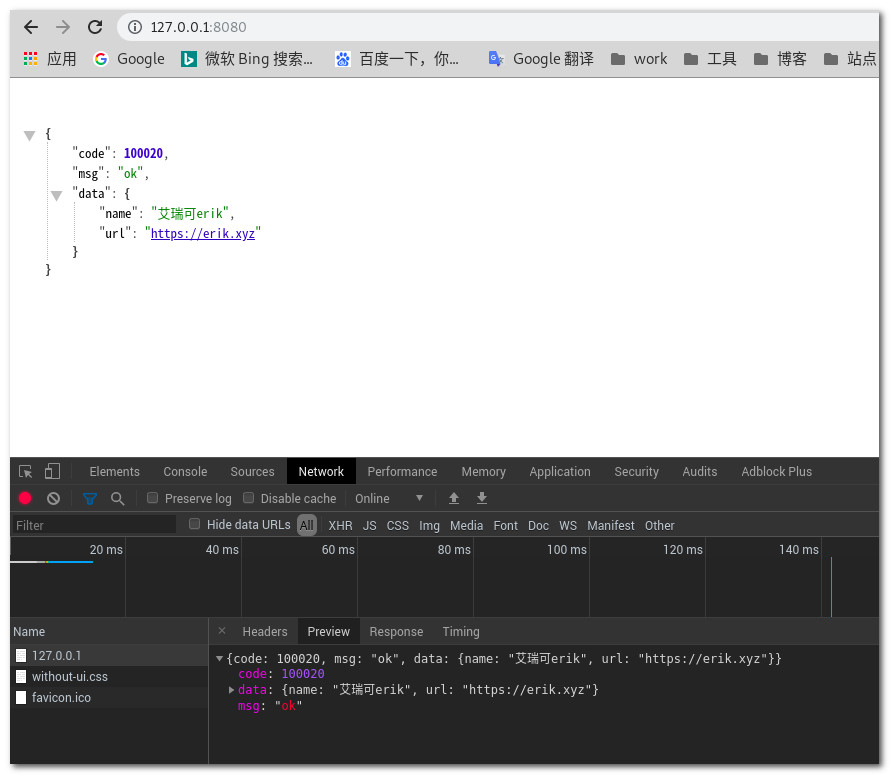 127.0.0.1:8080
应用 Google 微软 Bing 搜索... 百度一下，你... Google 翻译 work 工具 博客 站点
{
"code": 100020,
"msg": "ok",
"data": {
"name": "艾瑞可erik",
"url": "https://erik.xyz"
}
}
Elements Console Sources Network Performance Memory Application Security Audits Adblock Plus
Preserve log Disable cache Online
Filter Hide data URLs All XHR JS CSS Img Media Font Doc WS Manifest Other
20 ms 40 ms 60 ms 80 ms 100 ms 120 ms 140 ms
Name × Headers Preview Response Timing
127.0.0.1 {code: 100020, msg: "ok", data: {name: "艾瑞可erik", url: "https://erik.xyz"}}
code: 100020
without-ui.css data: {name: "艾瑞可erik", url: "https://erik.xyz"}
favicon.ico msg: "ok"